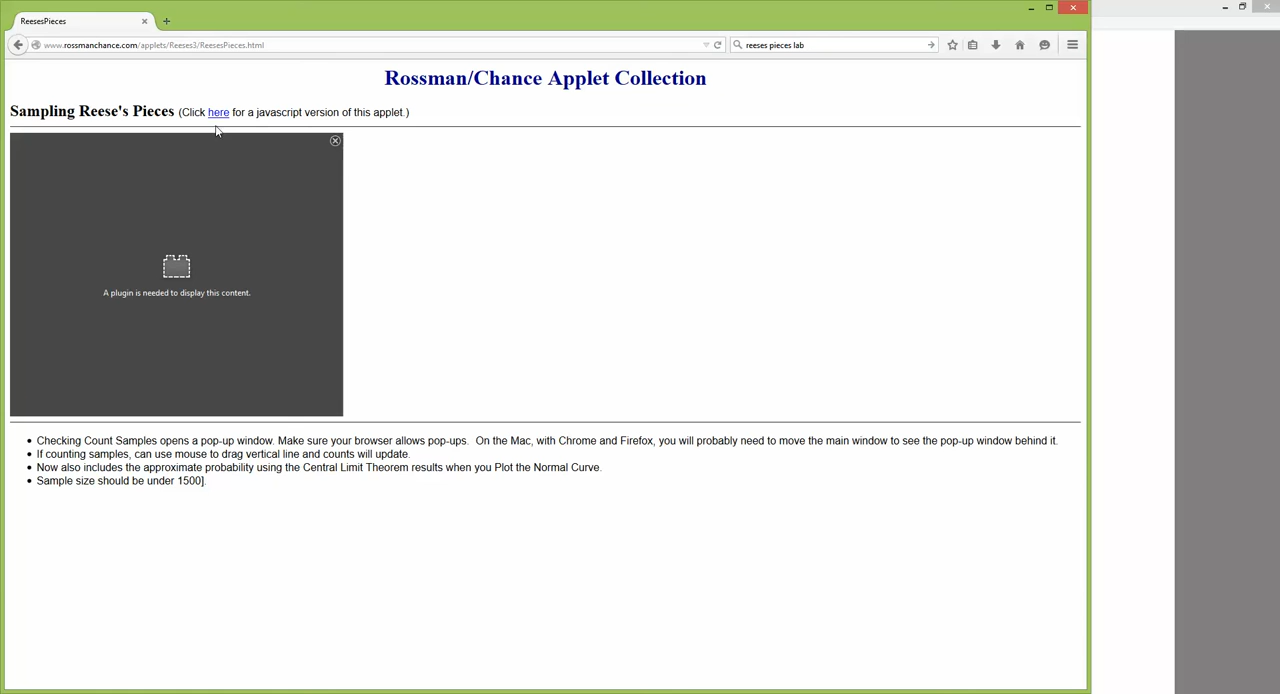 ReesesPieces
www.rossmanchance.com/applets/Reeses3/ReesesPieces.html
reeses pieces lab
Rossman/Chance Applet Collection
Sampling Reese's Pieces (Click here for a javascript version of this applet.)
A plugin is needed to display this content.
• Checking Count Samples opens a pop-up window. Make sure your browser allows pop-ups. On the Mac, with Chrome and Firefox, you will probably need to move the main window to see the pop-up window behind it.
• If counting samples, can use mouse to drag vertical line and counts will update.
• Now also includes the approximate probability using the Central Limit Theorem results when you Plot the Normal Curve.
• Sample size should be under 1500].